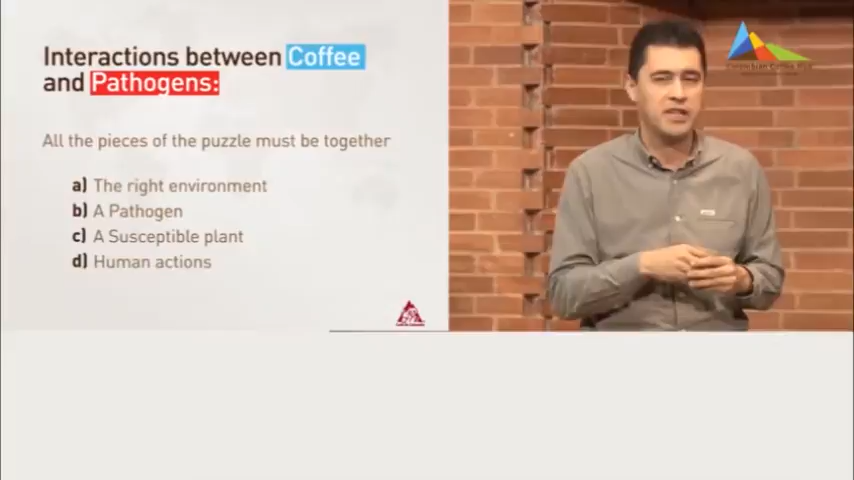 Interactions between Coffee
and Pathogens:
All the pieces of the puzzle must be together
a) The right environment
b) A Pathogen
c) A Susceptible plant
d) Human actions